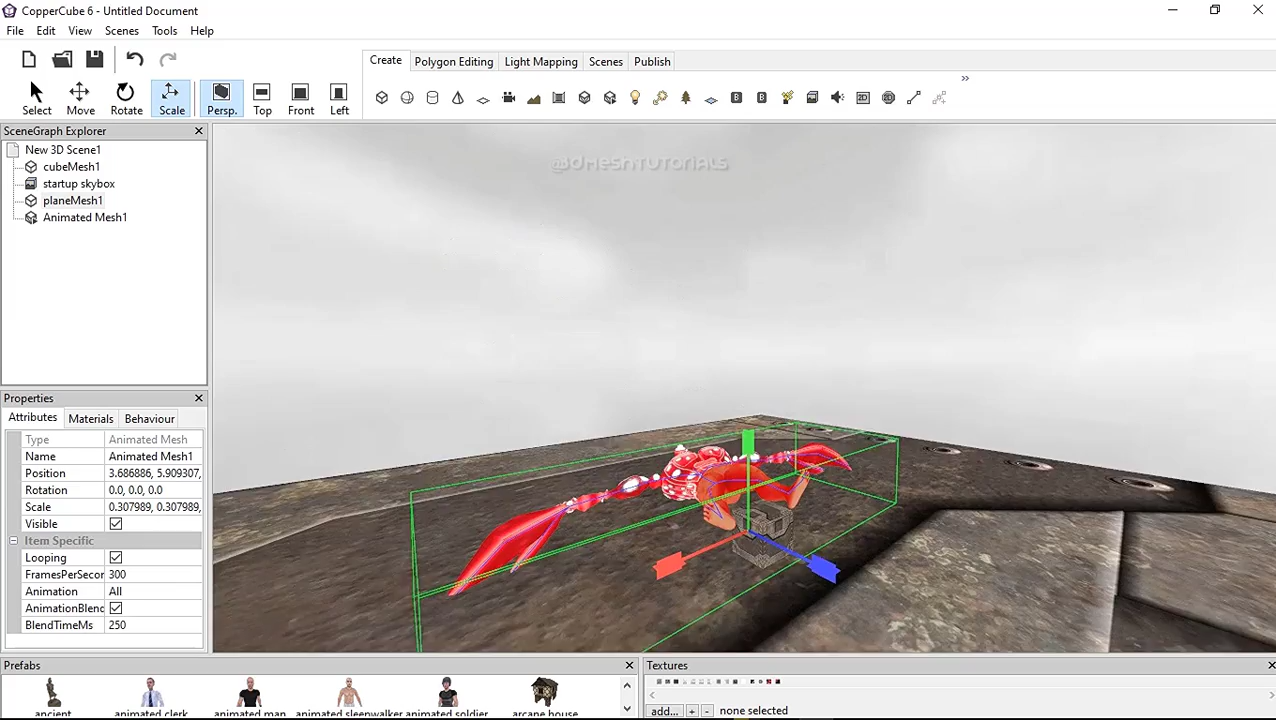 CopperCube 6 - Untitled Document
File Edit View Scenes Tools Help
Create Polygon Editing Light Mapping Scenes Publish
Select Move Rotate Scale Persp. Top Front Left
SceneGraph Explorer
New 3D Scene1
cubeMesh1
startup skybox
planeMesh1
Animated Mesh1
@3DMESHTUTORIALS
Properties
Attributes Materials Behaviour
Type Animated Mesh
Name Animated Mesh1
Position 3.686886, 5.909307,
Rotation 0.0, 0.0, 0.0
Scale 0.307989, 0.307989,
Visible
Item Specific
Looping
FramesPerSecor 300
Animation All
AnimationBlend
BlendTimeMs 250
Prefabs
ancient animated clerk animated man animated sleepwalker animated soldier arcane house
Textures
add... + - none selected